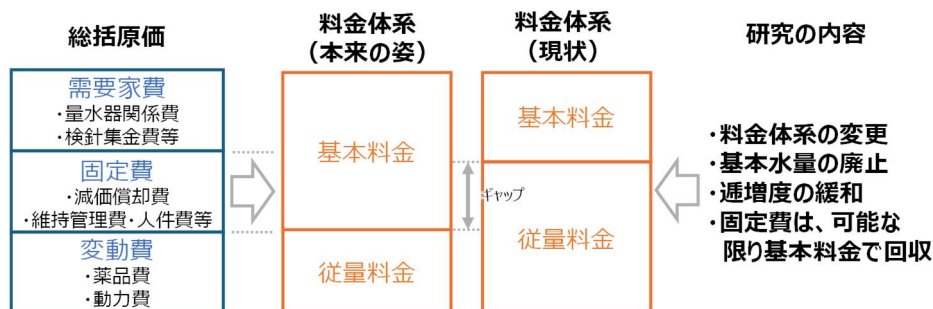 総括原価
需要家費
・量水器関係費
・検針集金費等
固定費
・減価償却費
・維持管理費・人件費等
変動費
・薬品費
・動力費
料金体系
（本来の姿）
基本料金
従量料金
ギャップ
料金体系
（現状）
基本料金
従量料金
研究の内容
・料金体系の変更
・基本水量の廃止
・逓増度の緩和
・固定費は、可能な
限り基本料金で回収